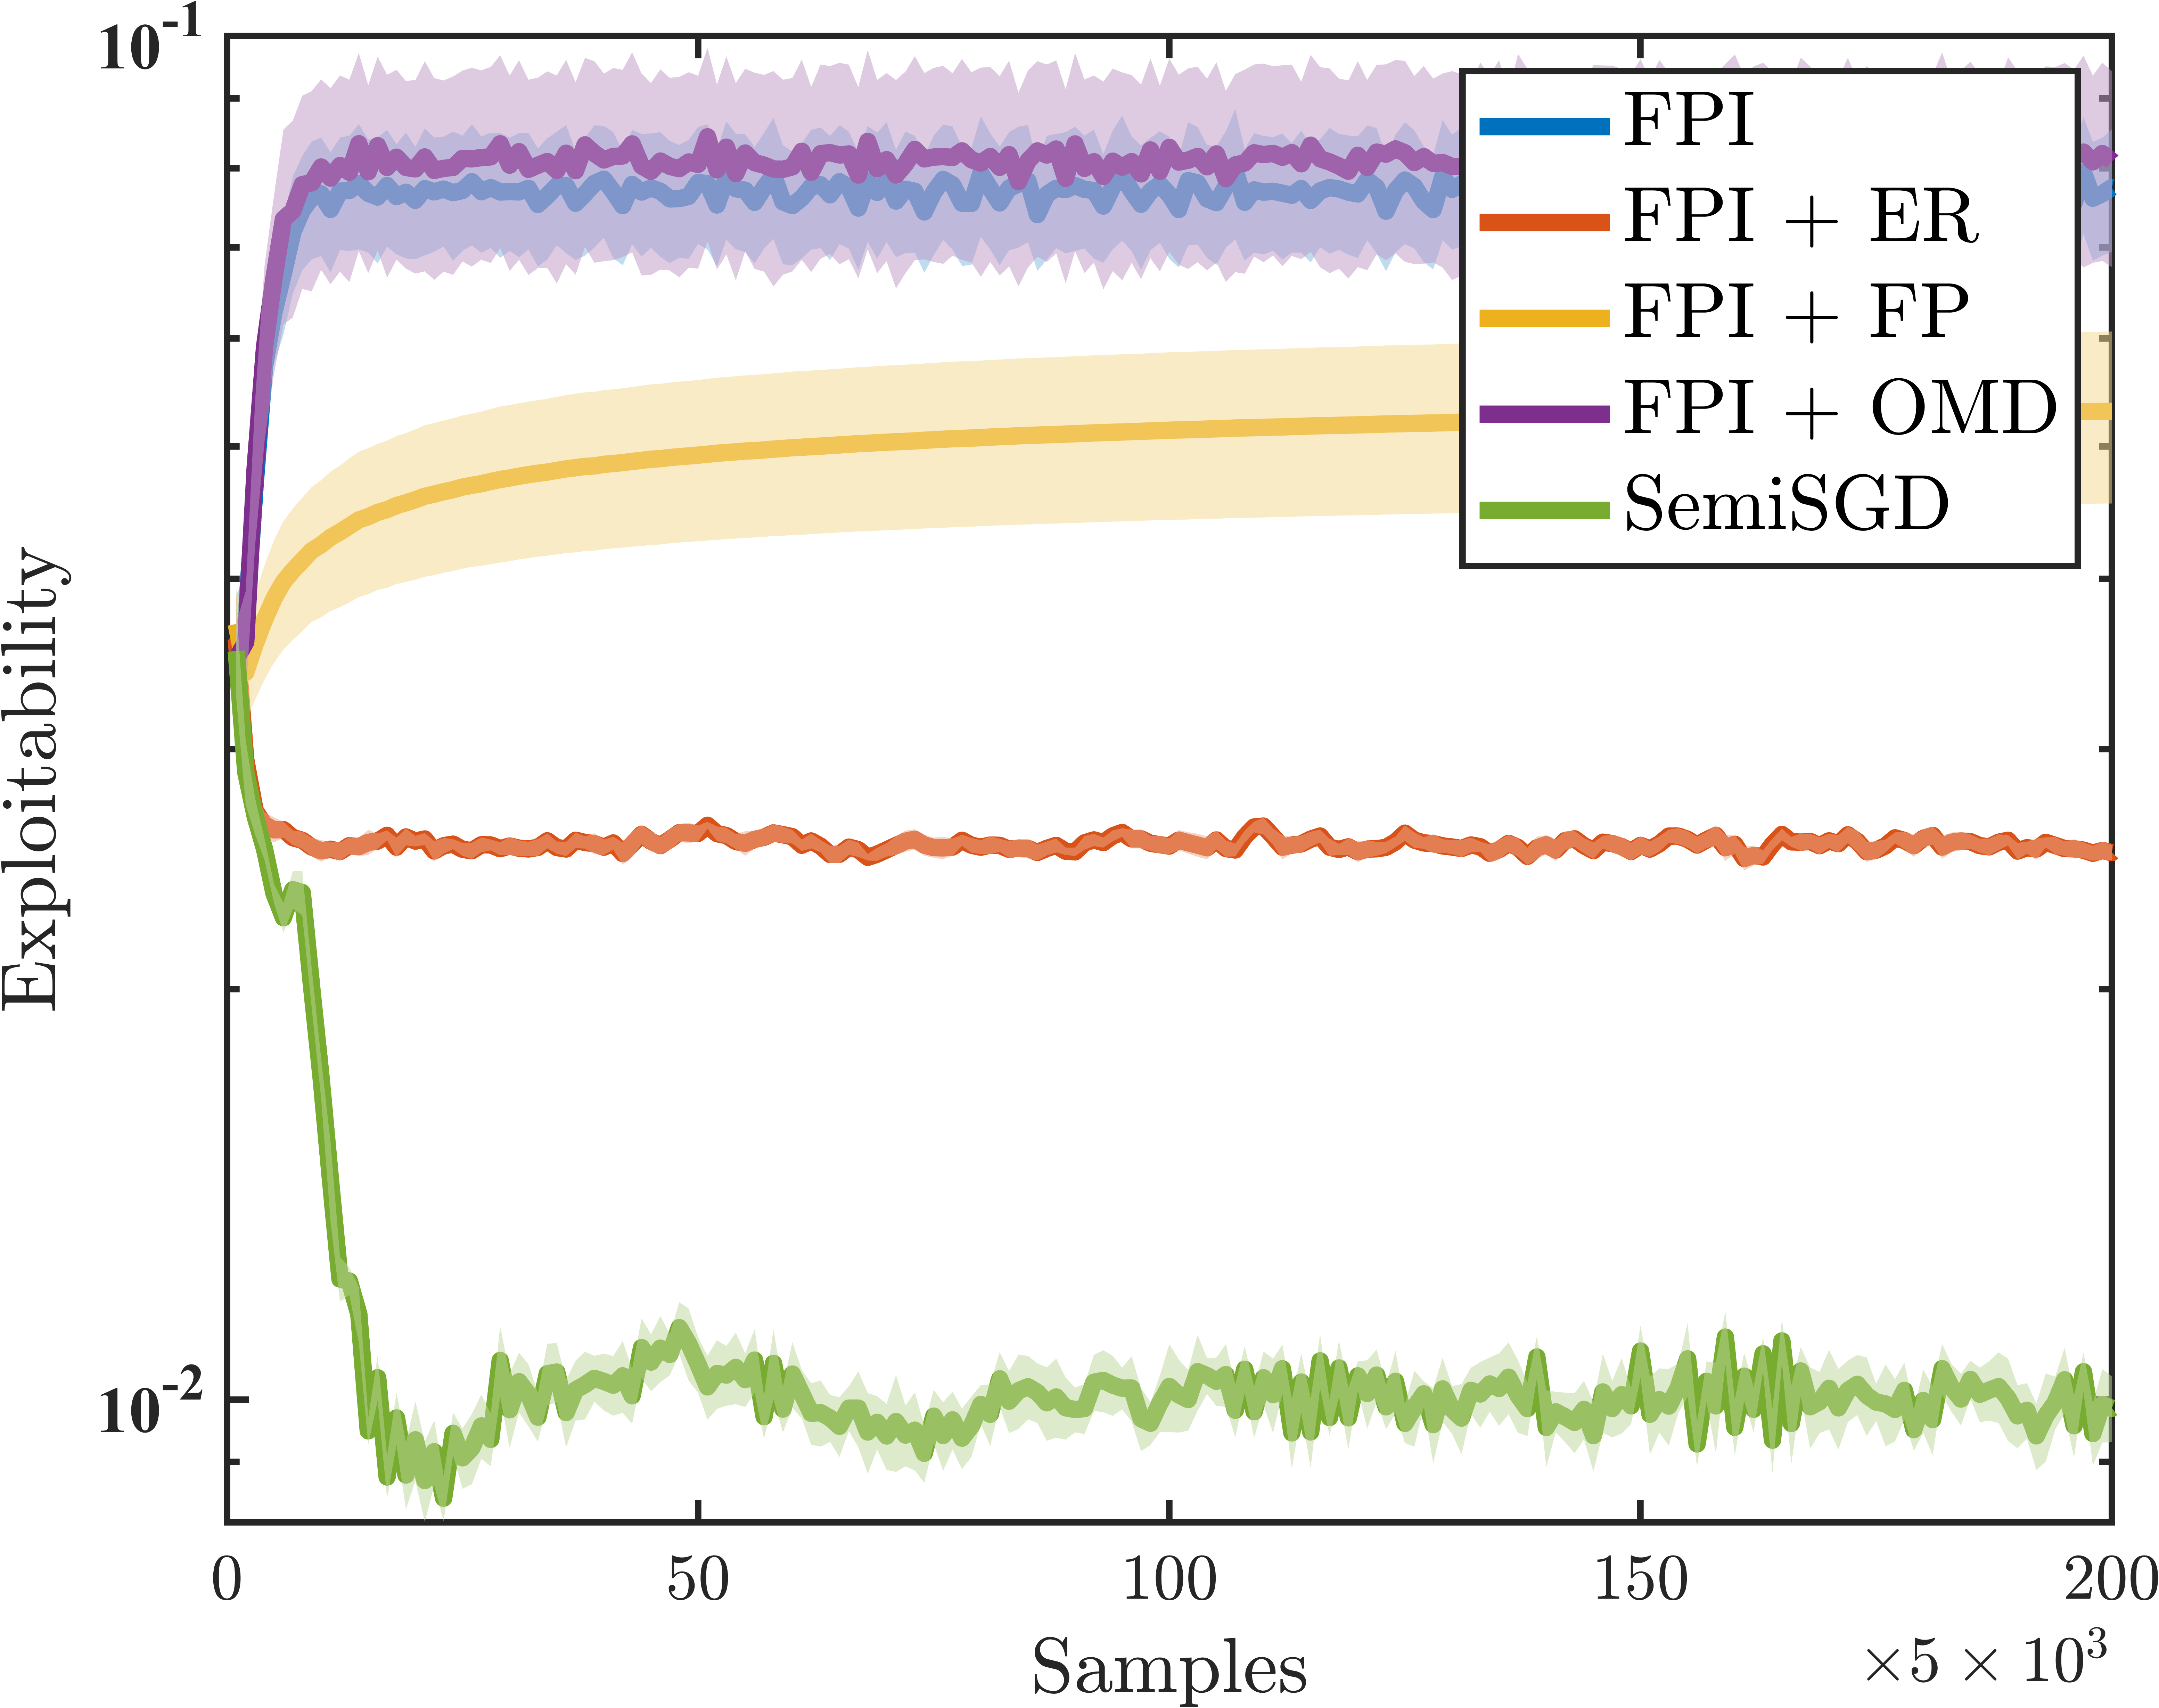 10^-1
FPI
FPI + ER
FPI + FP
FPI + OMD
SemiSGD
Exploitability
10^-2
0 50 100 150 200
Samples
×5 × 10^3